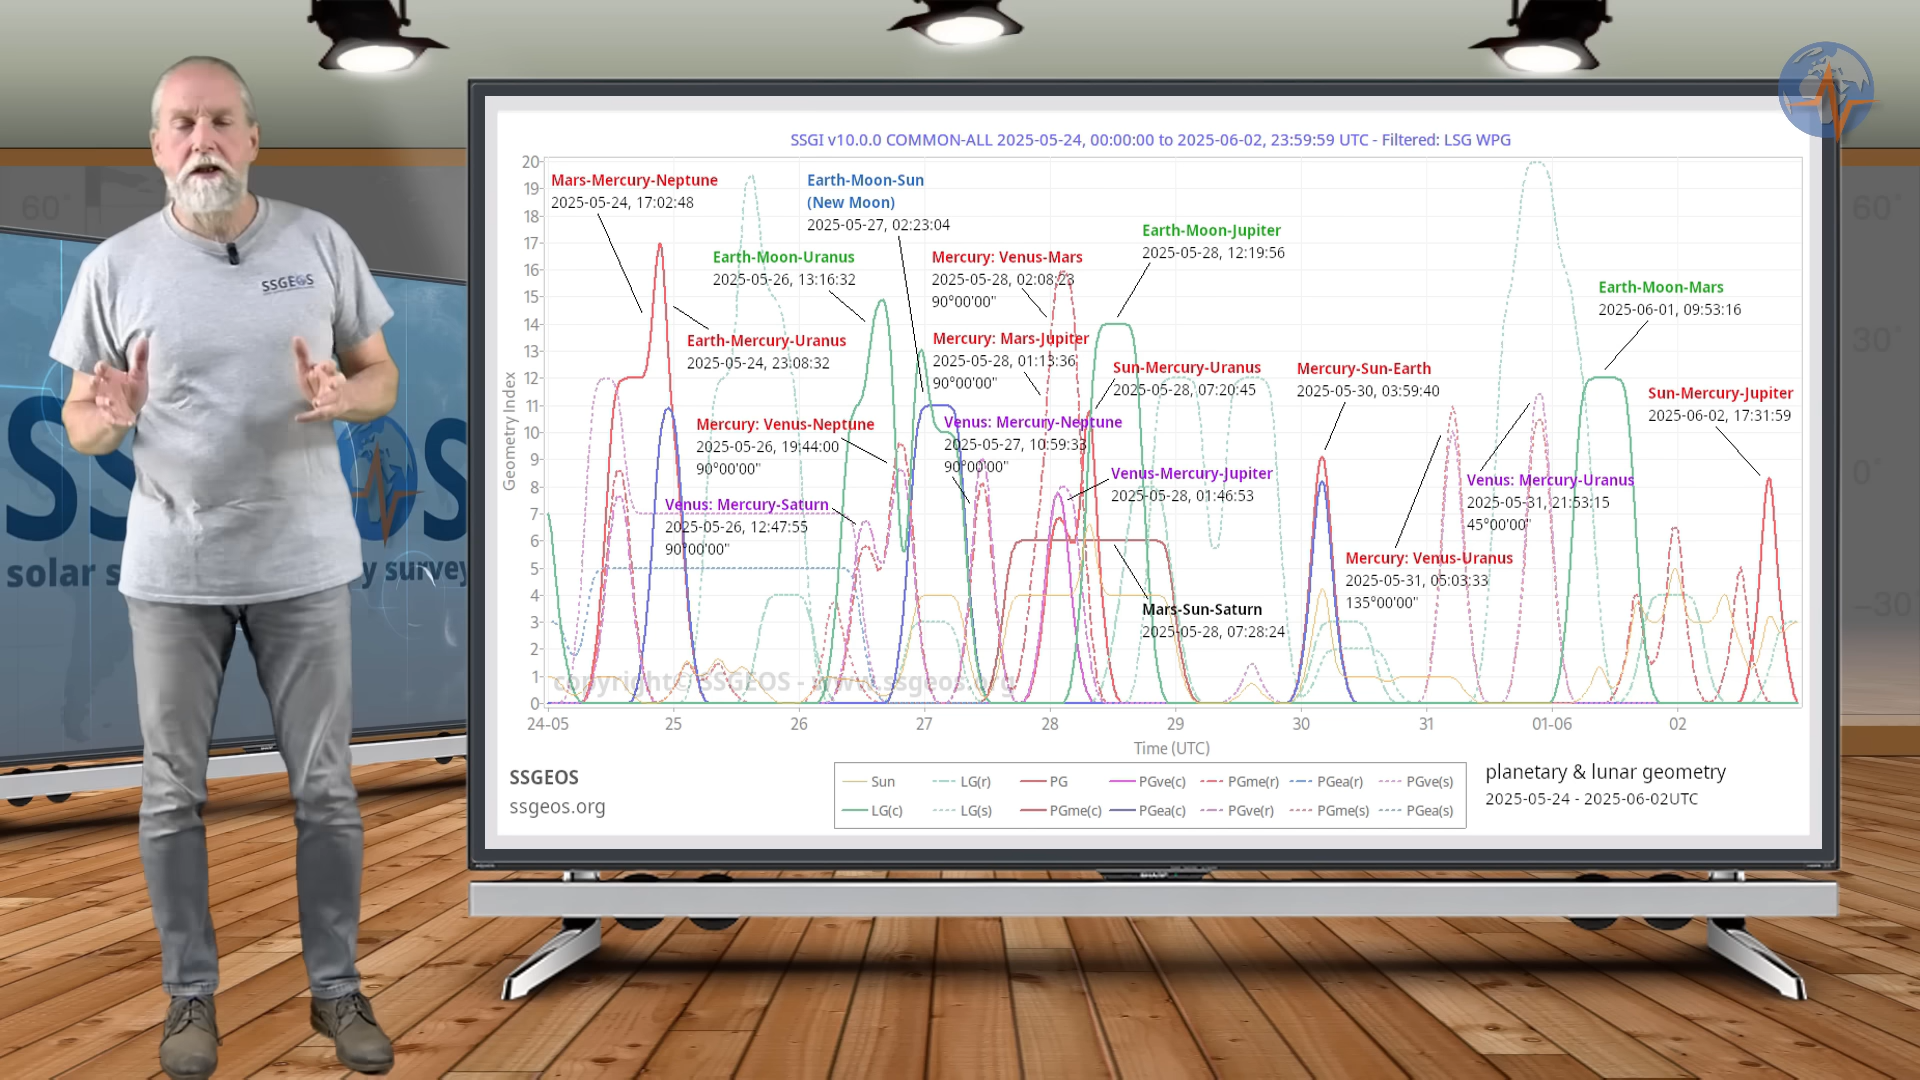 SSGI v10.0.0 COMMON-ALL 2025-05-24, 00:00:00 to 2025-06-02, 23:59:59 UTC - Filtered: LSG WPG
Geometry Index
20
19
18
17
16
15
14
13
12
11
10
9
8
7
6
5
4
3
2
1
0
Mars-Mercury-Neptune
2025-05-24, 17:02:48
Earth-Moon-Sun
(New Moon)
2025-05-27, 02:23:04
Earth-Moon-Uranus
2025-05-26, 13:16:32
Mercury: Venus-Mars
2025-05-28, 02:08:23
90°00'00"
Earth-Moon-Jupiter
2025-05-28, 12:19:56
Earth-Moon-Mars
2025-06-01, 09:53:16
Earth-Mercury-Uranus
2025-05-24, 23:08:32
Mercury: Mars-Jupiter
2025-05-28, 01:13:36
90°00'00"
Sun-Mercury-Uranus
2025-05-28, 07:20:45
Mercury-Sun-Earth
2025-05-30, 03:59:40
Sun-Mercury-Jupiter
2025-06-02, 17:31:59
Mercury: Venus-Neptune
2025-05-26, 19:44:00
90°00'00"
Venus: Mercury-Neptune
2025-05-27, 10:59:33
90°00'00"
Venus-Mercury-Jupiter
2025-05-28, 01:46:53
Venus: Mercury-Uranus
2025-05-31, 21:53:15
45°00'00"
Venus: Mercury-Saturn
2025-05-26, 12:47:55
90°00'00"
Mercury: Venus-Uranus
2025-05-31, 05:03:33
135°00'00"
Mars-Sun-Saturn
2025-05-28, 07:28:24
copyright© SSGEOS - www.ssgeos.org
24-05 25 26 27 28 29 30 31 01-06 02
Time (UTC)
SSGEOS
ssgeos.org
Sun LG(r) PG PGve(c) PGme(r) PGea(r) PGve(s)
LG(c) LG(s) PGme(c) PGea(c) PGve(r) PGme(s) PGea(s)
planetary & lunar geometry
2025-05-24 - 2025-06-02UTC
SSGEOS
60°
60°
30°
0°
-30°
solar s
y survey
SHARP